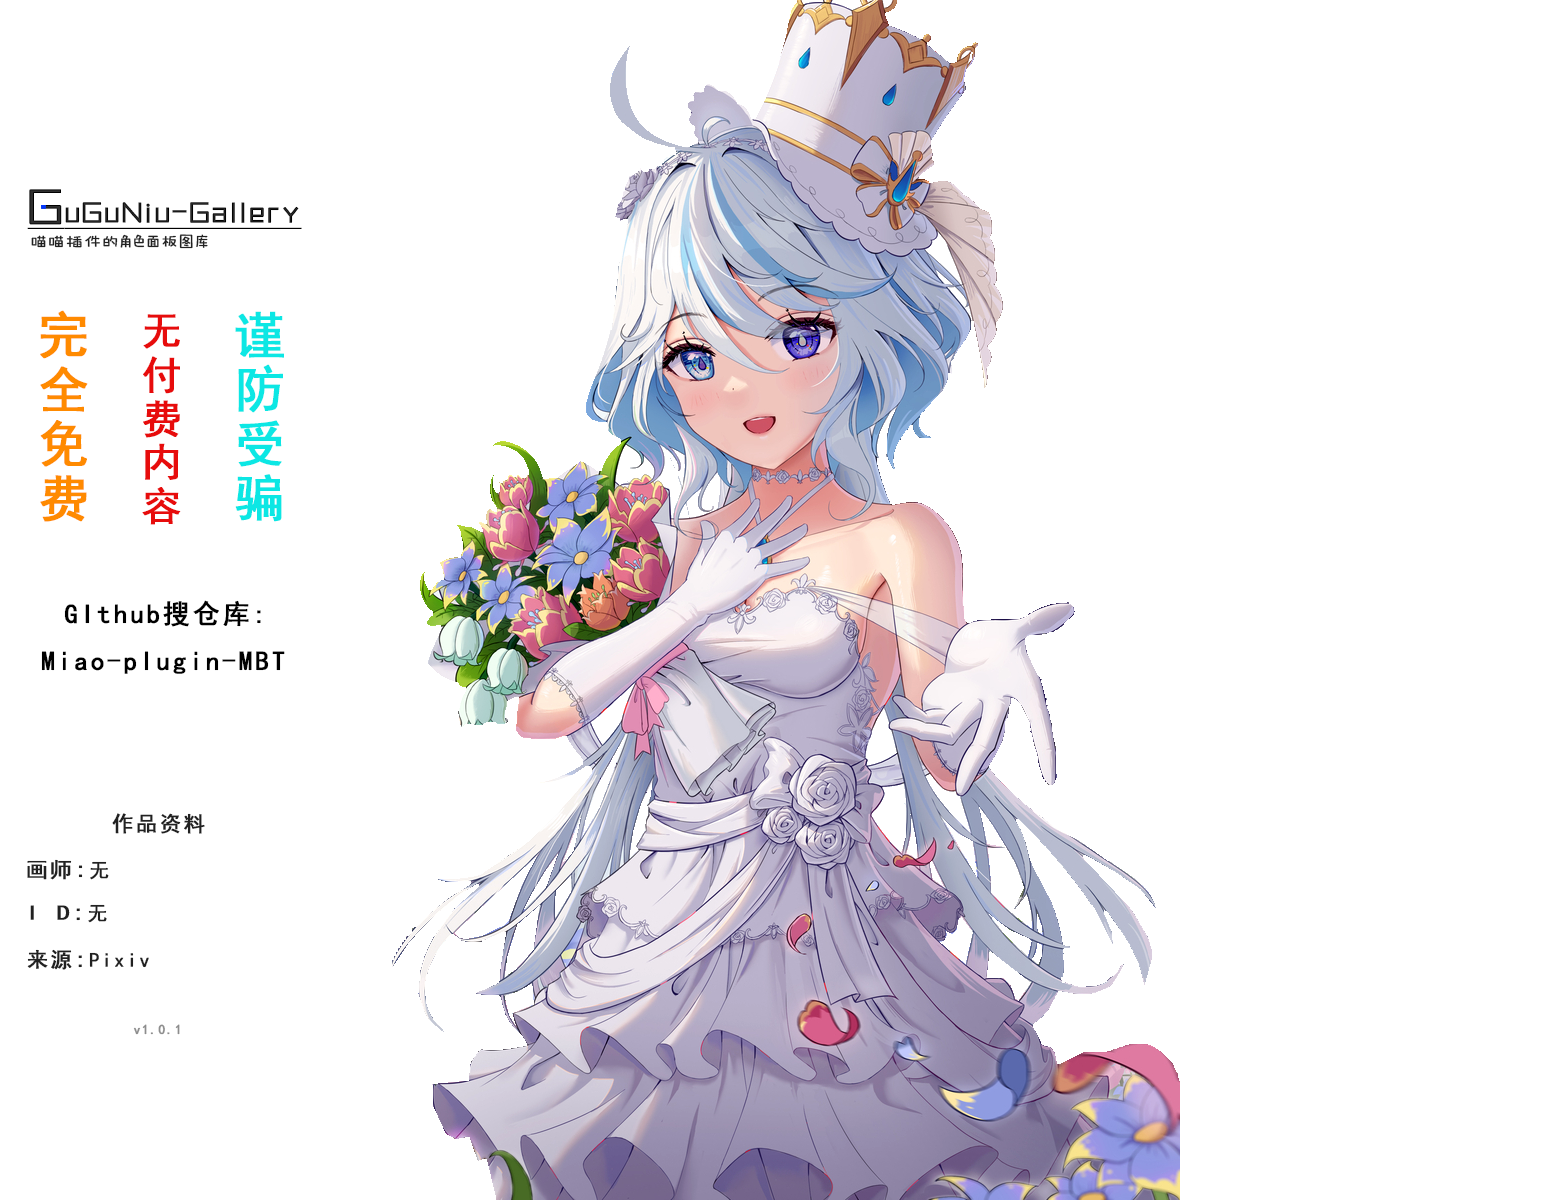 GuGuNiu-Gallery
喵喵插件的角色面板图库
完全免费
无付费内容
谨防受骗
GIthub搜仓库:
Miao-plugin-MBT
作品资料
画师:无
I D:无
来源:Pixiv
v1.0.1